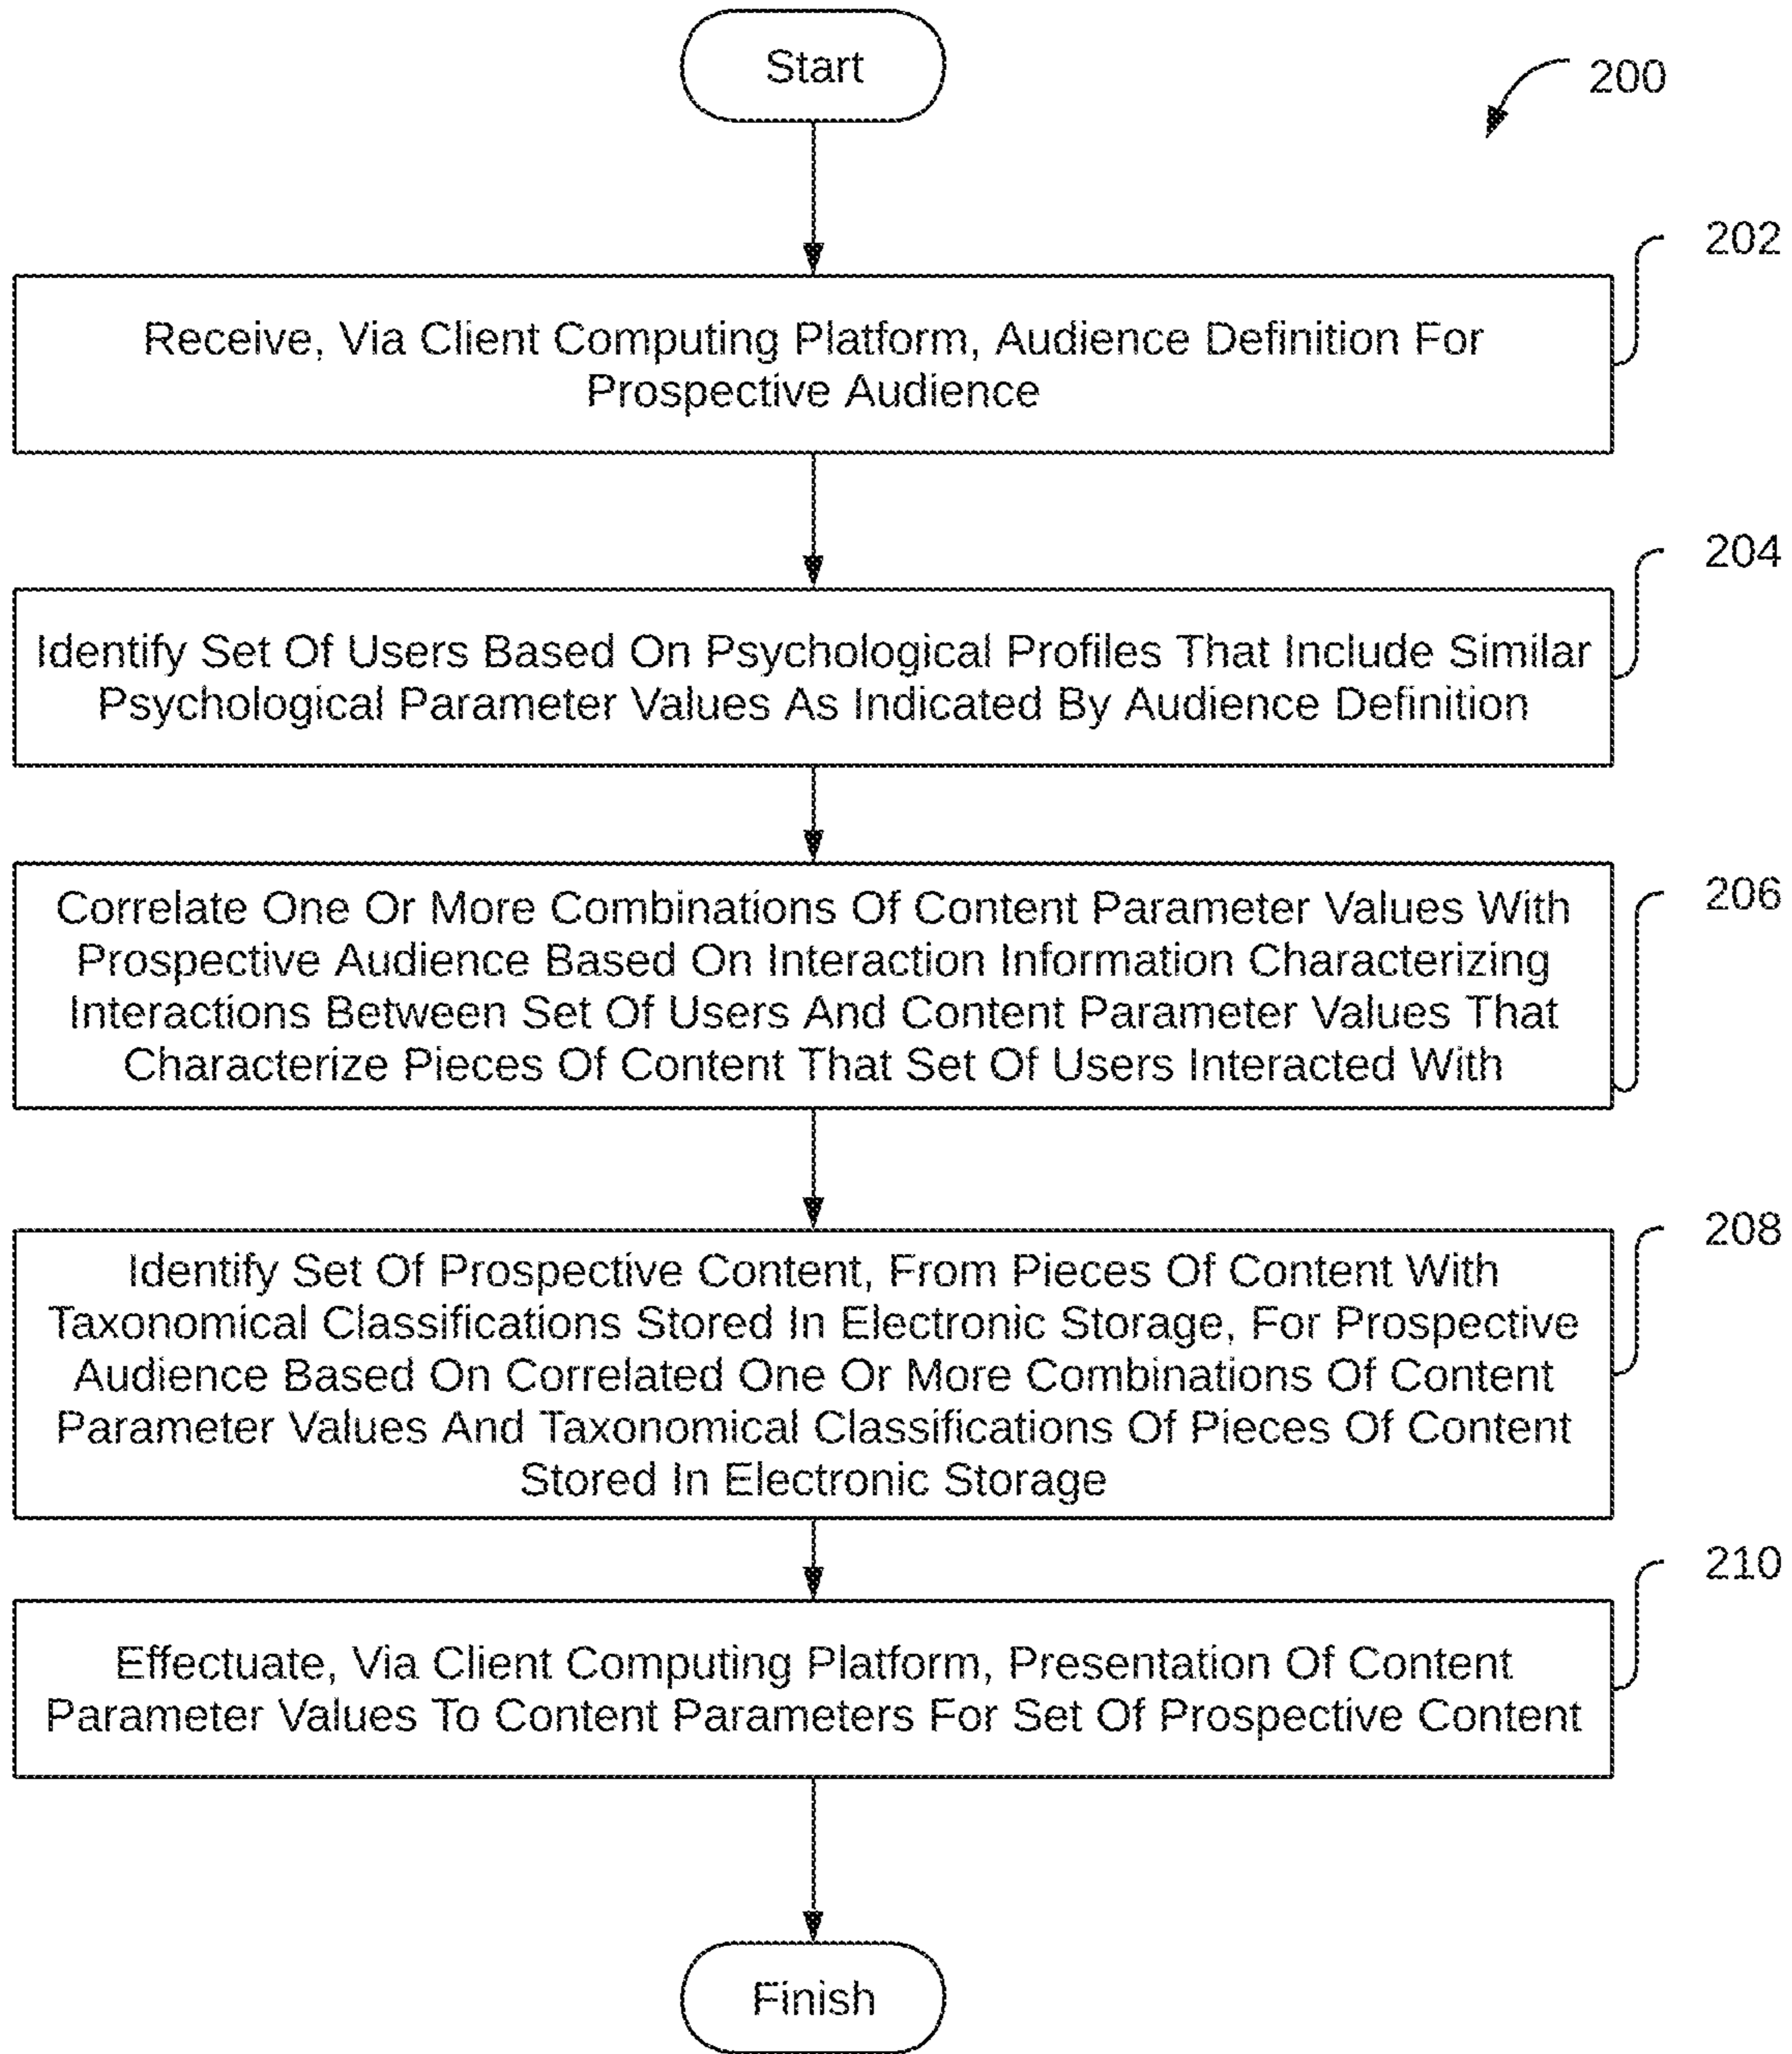 Start
200
202
Receive, Via Client Computing Platform, Audience Definition For
Prospective Audience
204
Identify Set Of Users Based On Psychological Profiles That Include Similar
Psychological Parameter Values As Indicated By Audience Definition
206
Correlate One Or More Combinations Of Content Parameter Values With
Prospective Audience Based On Interaction Information Characterizing
Interactions Between Set Of Users And Content Parameter Values That
Characterize Pieces Of Content That Set Of Users Interacted With
208
Identify Set Of Prospective Content, From Pieces Of Content With
Taxonomical Classifications Stored In Electronic Storage, For Prospective
Audience Based On Correlated One Or More Combinations Of Content
Parameter Values And Taxonomical Classifications Of Pieces Of Content
Stored In Electronic Storage
210
Effectuate, Via Client Computing Platform, Presentation Of Content
Parameter Values To Content Parameters For Set Of Prospective Content
Finish